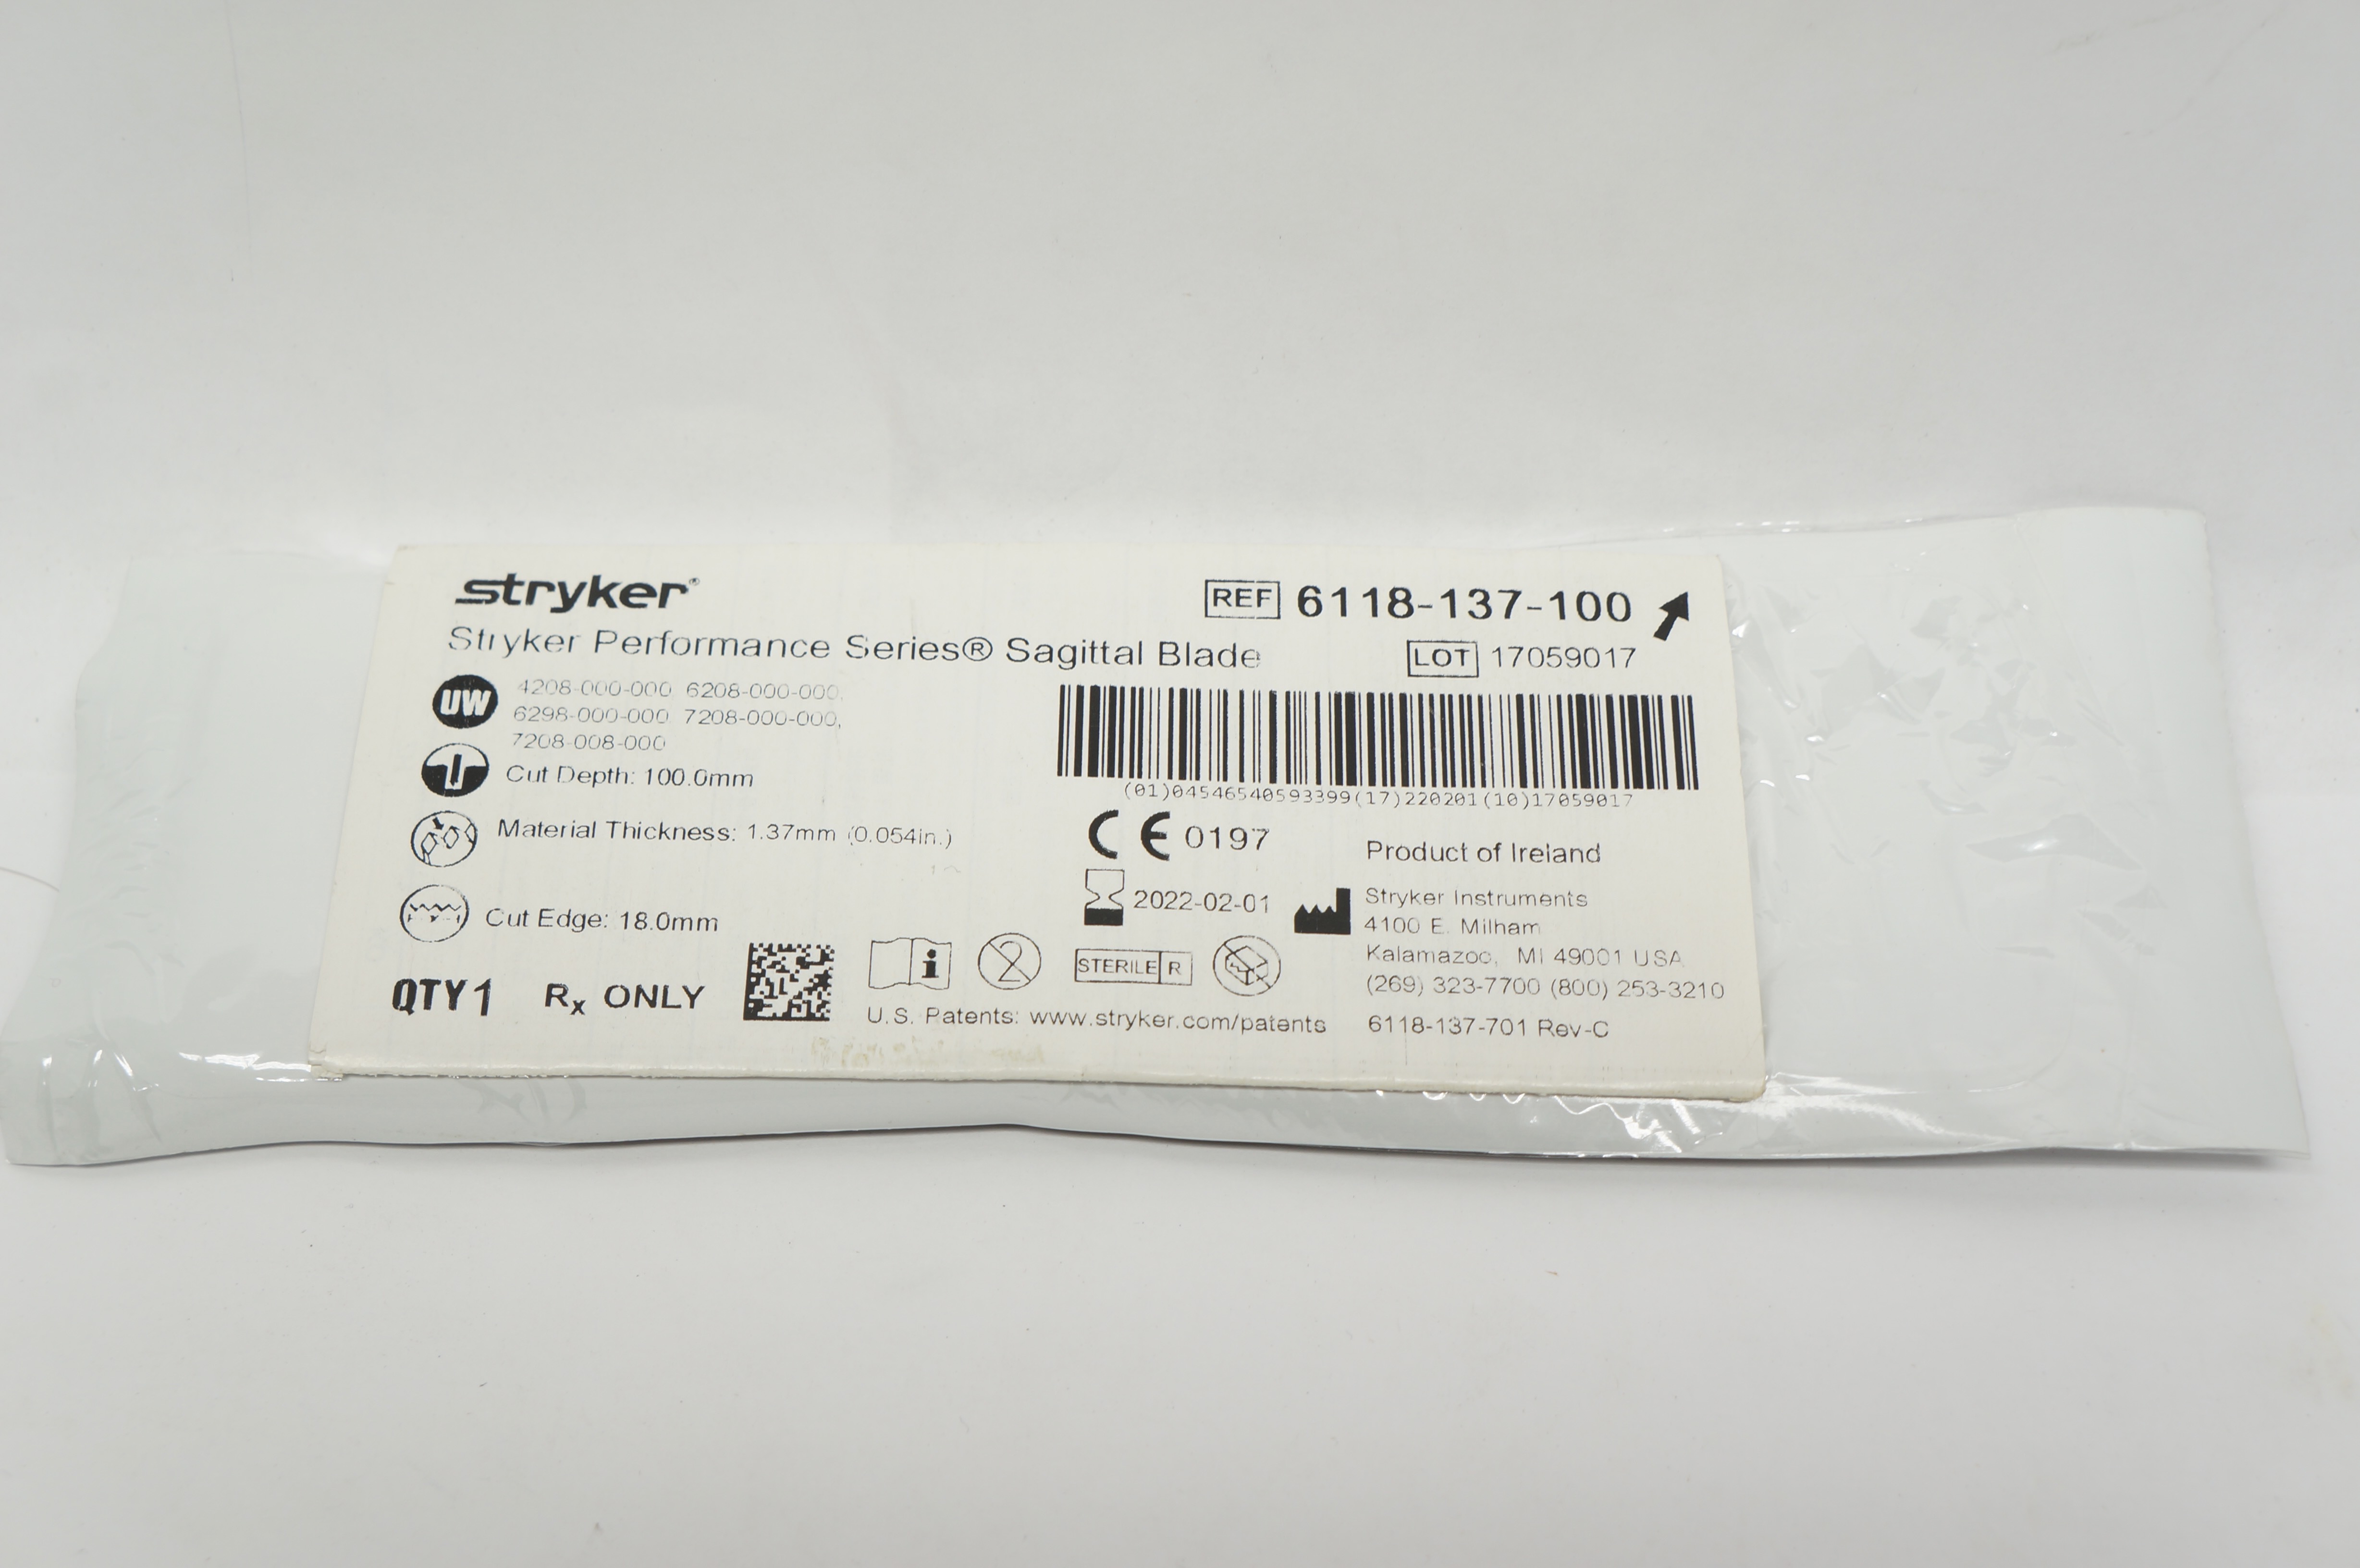 stryker®
REF 6118-137-100
Stryker Performance Series® Sagittal Blade
LOT 17059017
UW 4208-000-000, 6208-000-000,
6298-000-000, 7208-000-000,
7208-008-000
Cut Depth: 100.0mm
(01)04546540593399(17)220201(10)17059017
Material Thickness: 1.37mm (0.054in.)
CE 0197
Product of Ireland
2022-02-01
Stryker Instruments
4100 E. Milham
Kalamazoo, MI 49001 USA
(269) 323-7700 (800) 253-3210
Cut Edge: 18.0mm
QTY 1 Rx ONLY
i 2 STERILE R
U.S. Patents: www.stryker.com/patents
6118-137-701 Rev-C